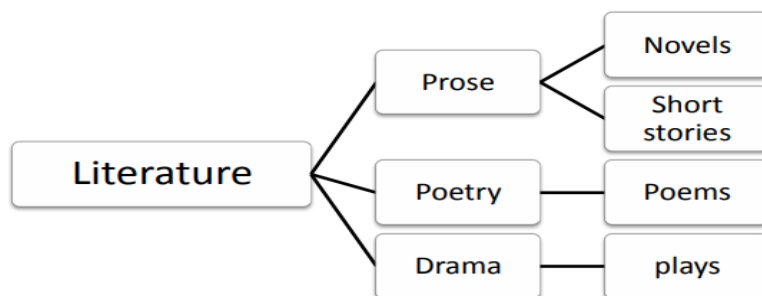 Literature
Prose
Novels
Short
stories
Poetry
Poems
Drama
plays